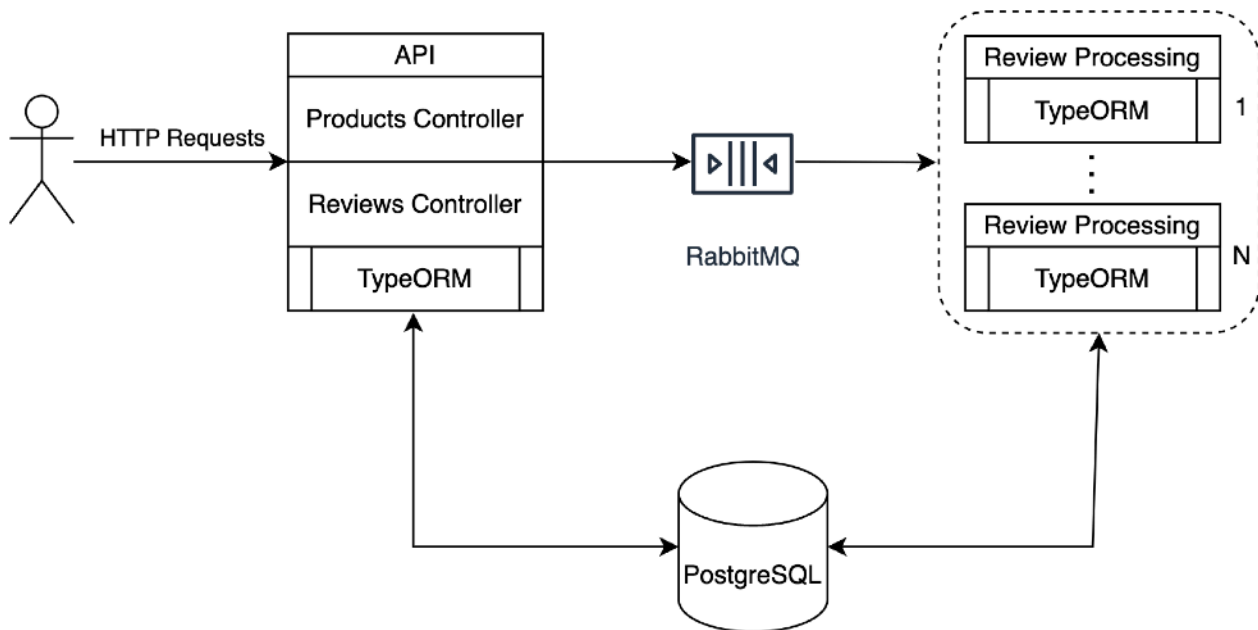 API
Review Processing
HTTP Requests
Products Controller
TypeORM
1
Reviews Controller
RabbitMQ
Review Processing
TypeORM
TypeORM
N
PostgreSQL